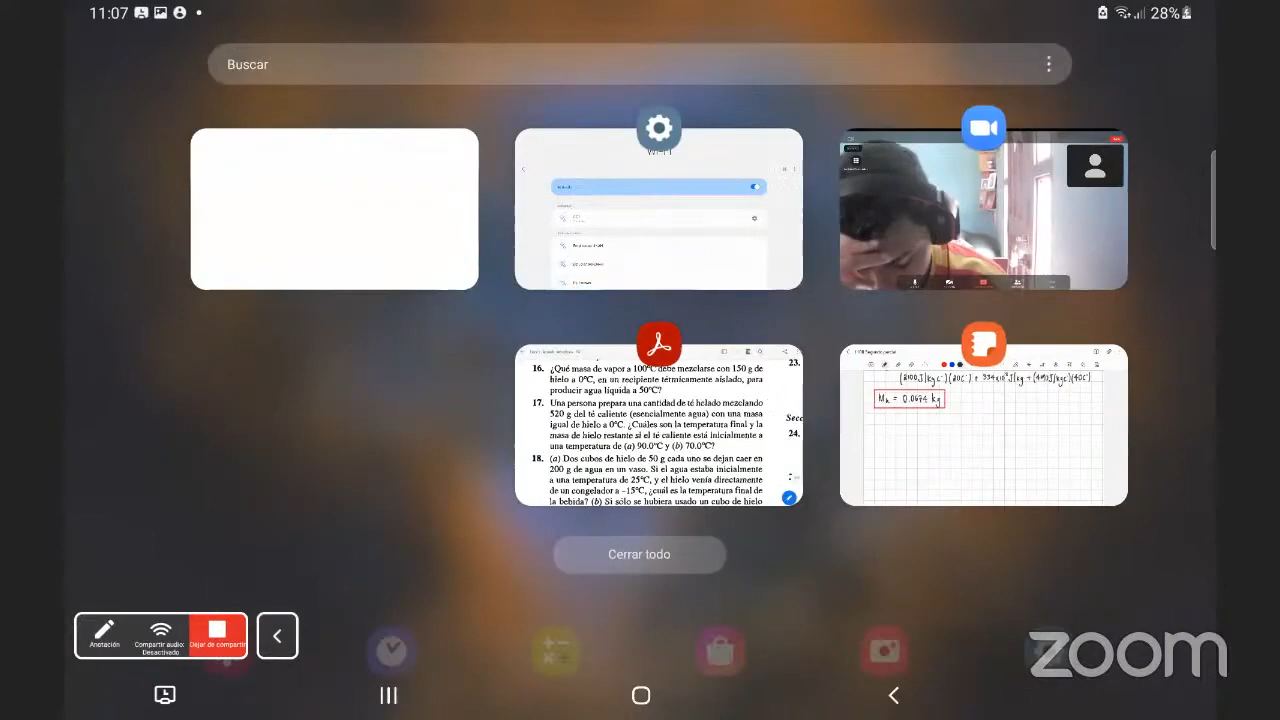 11:07
28%
Buscar
16. ¿Qué masa de vapor a 100°C debe mezclarse con 150 g de
hielo a 0°C, en un recipiente térmicamente aislado, para
producir agua líquida a 50°C?
17. Una persona prepara una cantidad de té helado mezclando
520 g del té caliente (esencialmente agua) con una masa
igual de hielo a 0°C. ¿Cuáles son la temperatura final y la
masa de hielo restante si el té caliente está inicialmente a
una temperatura de (a) 90.0°C y (b) 70.0°C?
18. (a) Dos cubos de hielo de 50 g cada uno se dejan caer en
200 g de agua en un vaso. Si el agua estaba inicialmente
a una temperatura de 25°C, y el hielo venía directamente
de un congelador a −15°C, ¿cuál es la temperatura final de
la bebida? (b) Si sólo se hubiera usado un cubo de hielo
23.
Secc
24.
Cerrar todo
Anotación
Compartir audio:
Desactivado
Dejar de compartir
zoom